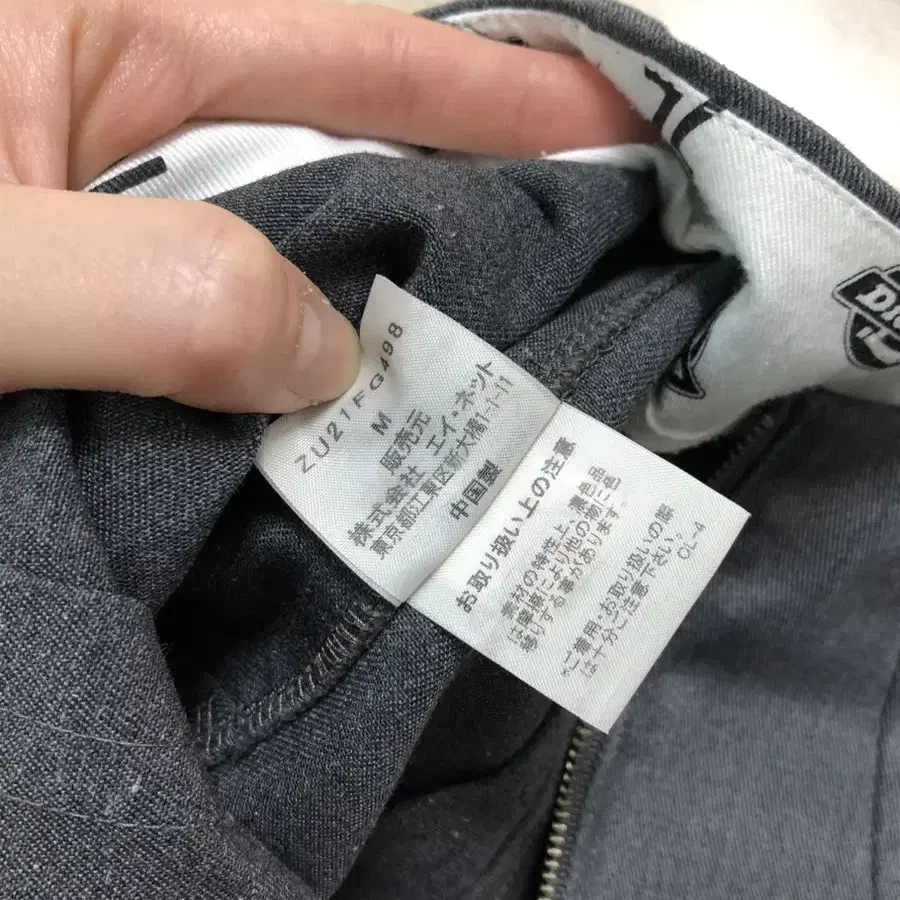 ZU21FG498
M
販売元
株式会社 エイ・ネット
東京都江東区新大橋1-1-11
中国製
お取り扱い上の注意
素材の特性上、濃色品
は摩擦により他の物に色
移りする事があります。
ご着用・お取り扱いの際
は十分ご注意下さい。
CL-4